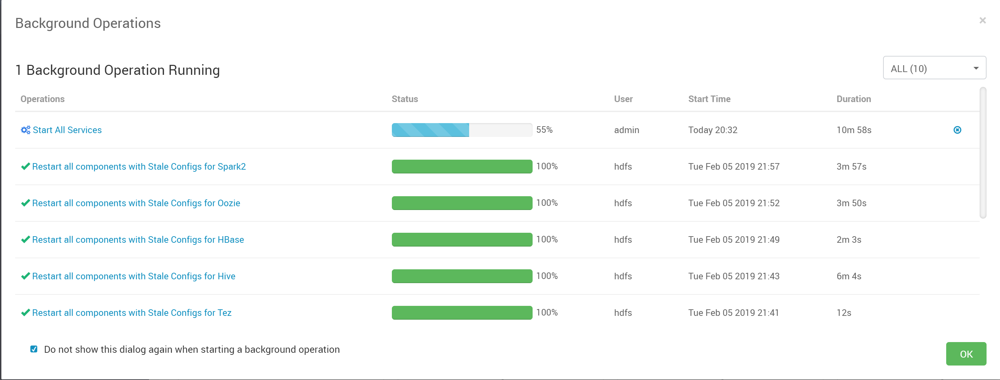 Background Operations ×
1 Background Operation Running ALL (10)
Operations Status User Start Time Duration
Start All Services 55% admin Today 20:32 10m 58s
Restart all components with Stale Configs for Spark2 100% hdfs Tue Feb 05 2019 21:57 3m 57s
Restart all components with Stale Configs for Oozie 100% hdfs Tue Feb 05 2019 21:52 3m 50s
Restart all components with Stale Configs for HBase 100% hdfs Tue Feb 05 2019 21:49 2m 3s
Restart all components with Stale Configs for Hive 100% hdfs Tue Feb 05 2019 21:43 6m 4s
Restart all components with Stale Configs for Tez 100% hdfs Tue Feb 05 2019 21:41 12s
Do not show this dialog again when starting a background operation
OK